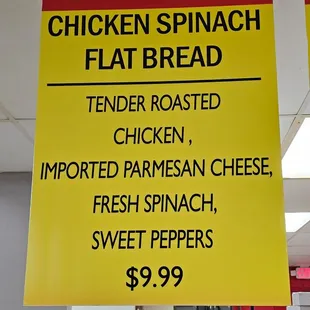 CHICKEN SPINACH
FLAT BREAD
TENDER ROASTED
CHICKEN ,
IMPORTED PARMESAN CHEESE,
FRESH SPINACH,
SWEET PEPPERS
$9.99